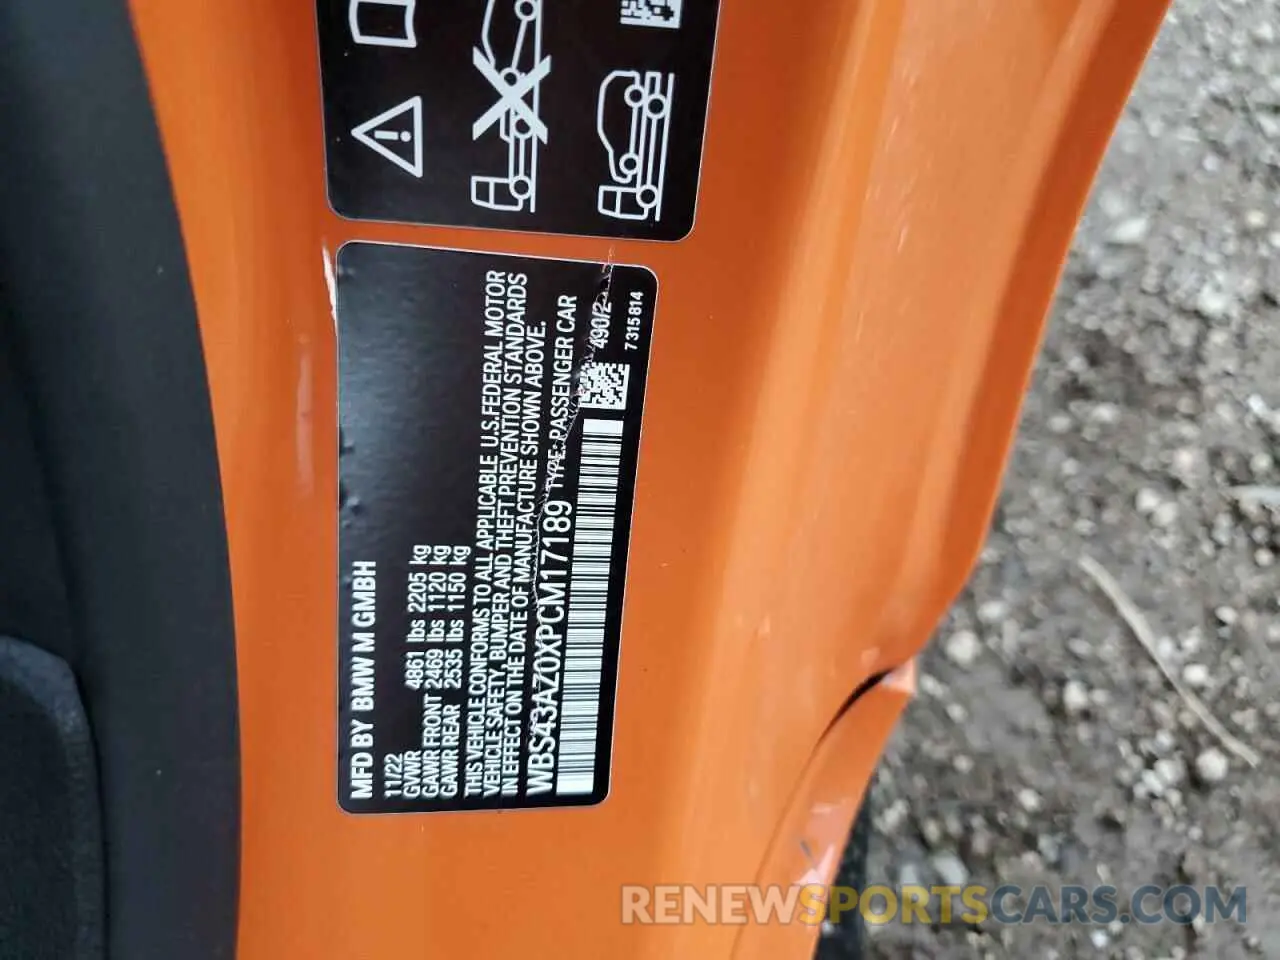 MFD BY BMW M GMBH
11/22
GVWR 4861 lbs 2205 kg
GAWR FRONT 2469 lbs 1120 kg
GAWR REAR 2535 lbs 1150 kg
THIS VEHICLE CONFORMS TO ALL APPLICABLE U.S.FEDERAL MOTOR
VEHICLE SAFETY, BUMPER AND THEFT PREVENTION STANDARDS
IN EFFECT ON THE DATE OF MANUFACTURE SHOWN ABOVE.
WBS43AZ0XPCM17189 TYPE: PASSENGER CAR
490/2
7315814
RENEWSPORTSCARS.COM